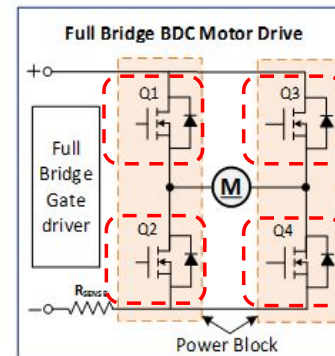 Full Bridge BDC Motor Drive
+
Q1
Q3
Full
Bridge
Gate
driver
M
Q2
Q4
RSENSE
−
Power Block